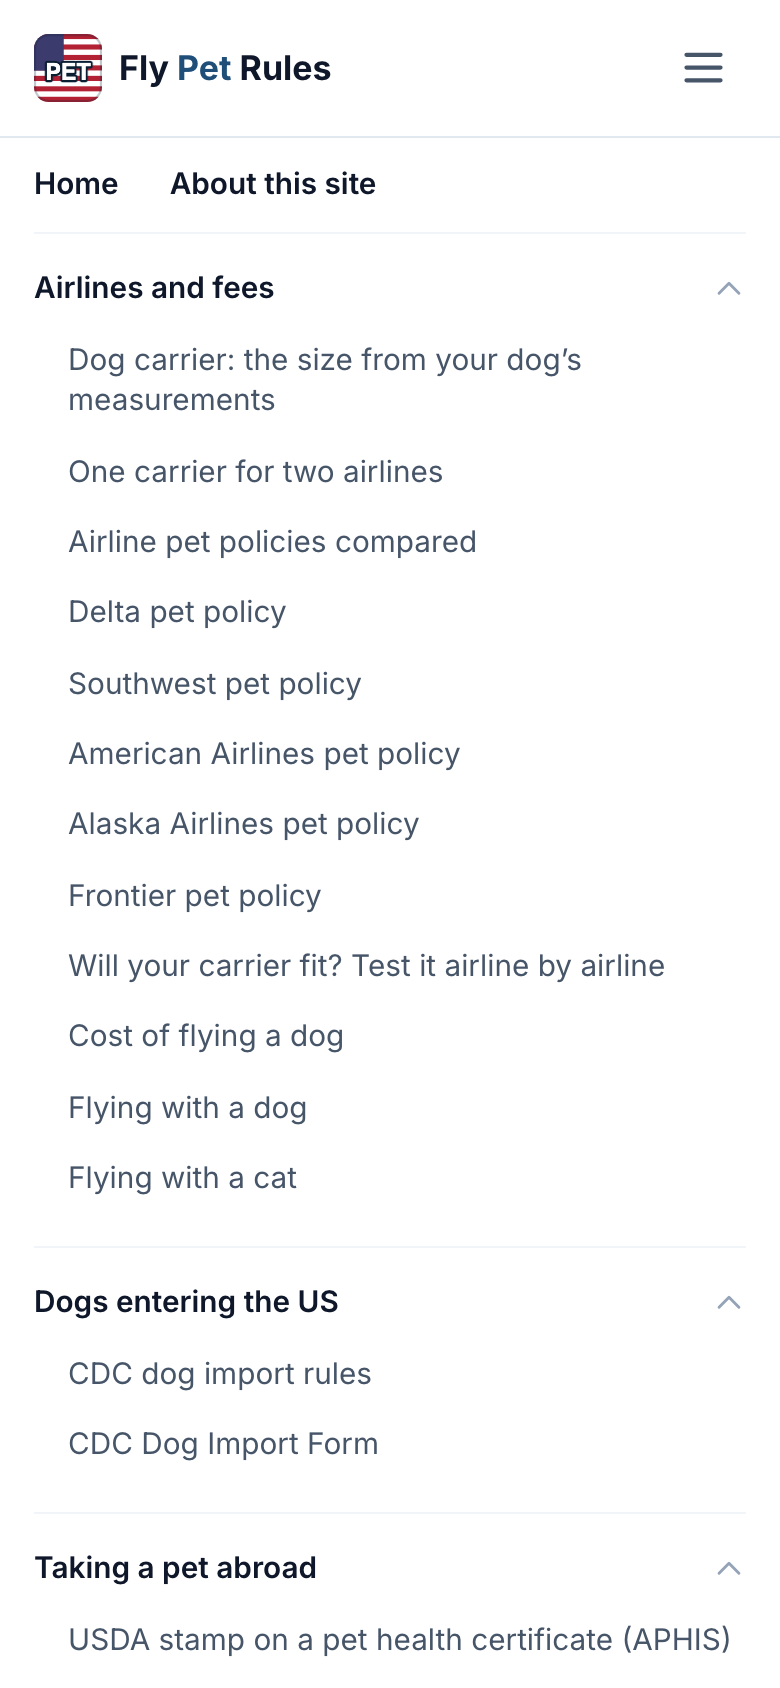 PET
Fly Pet Rules
Home
About this site
Airlines and fees
Dog carrier: the size from your dog’s
measurements
One carrier for two airlines
Airline pet policies compared
Delta pet policy
Southwest pet policy
American Airlines pet policy
Alaska Airlines pet policy
Frontier pet policy
Will your carrier fit? Test it airline by airline
Cost of flying a dog
Flying with a dog
Flying with a cat
Dogs entering the US
CDC dog import rules
CDC Dog Import Form
Taking a pet abroad
USDA stamp on a pet health certificate (APHIS)